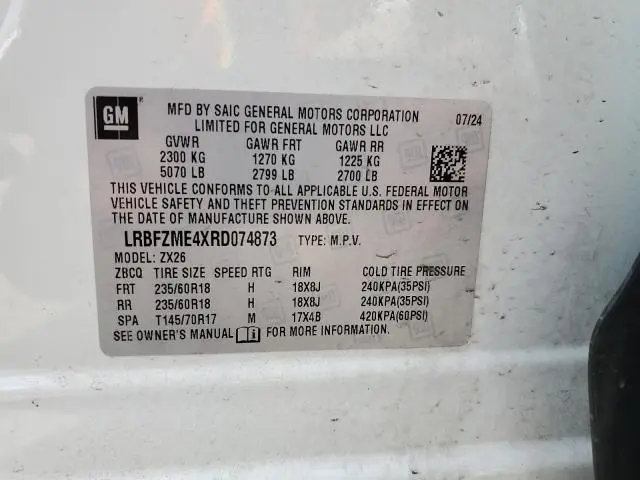 GM ®
MFD BY SAIC GENERAL MOTORS CORPORATION 07/24
LIMITED FOR GENERAL MOTORS LLC
GVWR GAWR FRT GAWR RR
2300 KG 1270 KG 1225 KG
5070 LB 2799 LB 2700 LB
THIS VEHICLE CONFORMS TO ALL APPLICABLE U.S. FEDERAL MOTOR
VEHICLE SAFETY AND THEFT PREVENTION STANDARDS IN EFFECT ON
THE DATE OF MANUFACTURE SHOWN ABOVE.
LRBFZME4XRD074873 TYPE: M.P.V.
MODEL: ZX26
ZBCQ TIRE SIZE SPEED RTG RIM COLD TIRE PRESSURE
FRT 235/60R18 H 18X8J 240KPA(35PSI)
RR 235/60R18 H 18X8J 240KPA(35PSI)
SPA T145/70R17 M 17X4B 420KPA(60PSI)
SEE OWNER'S MANUAL i FOR MORE INFORMATION.